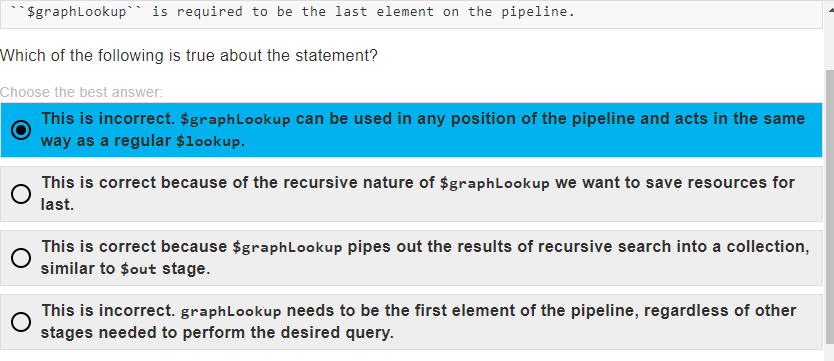 ``$graphLookup`` is required to be the last element on the pipeline.
Which of the following is true about the statement?
Choose the best answer:
This is incorrect. $graphLookup can be used in any position of the pipeline and acts in the same
way as a regular $lookup.
This is correct because of the recursive nature of $graphLookup we want to save resources for
last.
This is correct because $graphLookup pipes out the results of recursive search into a collection,
similar to $out stage.
This is incorrect. graphLookup needs to be the first element of the pipeline, regardless of other
stages needed to perform the desired query.